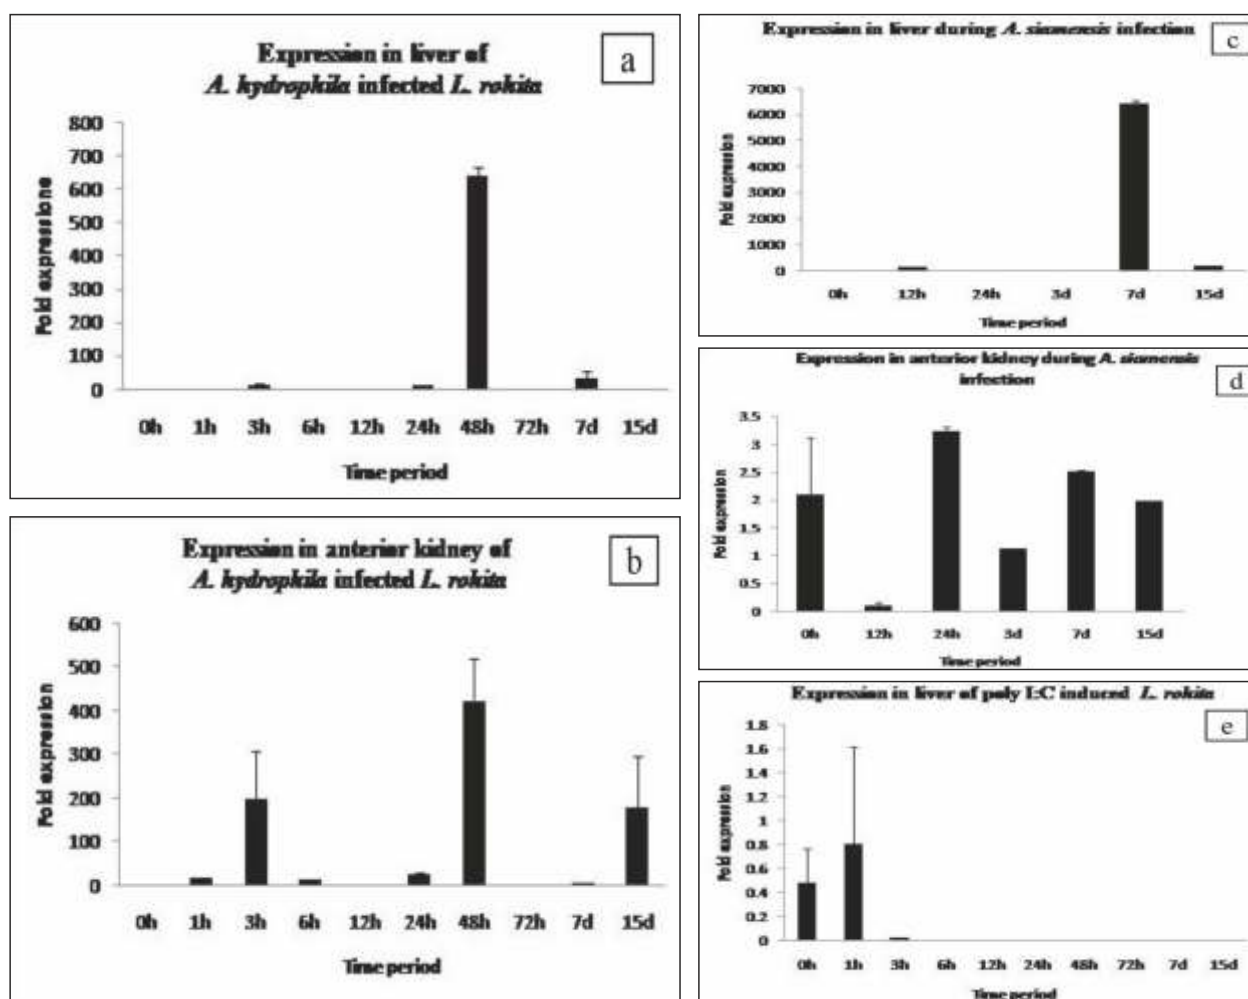 Expression in liver of
A. hydrophila infected L. rohita
a
800
700
600
500
400
300
200
100
0
Fold expressione
0h 1h 3h 6h 12h 24h 48h 72h 7d 15d
Time period
Expression in anterior kidney of
A. hydrophila infected L. rohita
b
600
500
400
300
200
100
0
Fold expression
0h 1h 3h 6h 12h 24h 48h 72h 7d 15d
Time period
Expression in liver during A. siamensis infection
c
7000
6000
5000
4000
3000
2000
1000
0
Fold expression
0h 12h 24h 3d 7d 15d
Time period
Expression in anterior kidney during A. siamensis
infection
d
3.5
3
2.5
2
1.5
1
0.5
0
Fold expression
0h 12h 24h 3d 7d 15d
Time period
Expression in liver of poly I:C induced L. rohita
e
1.8
1.6
1.4
1.2
1
0.8
0.6
0.4
0.2
0
Fold expression
0h 1h 3h 6h 12h 24h 48h 72h 7d 15d
Time period